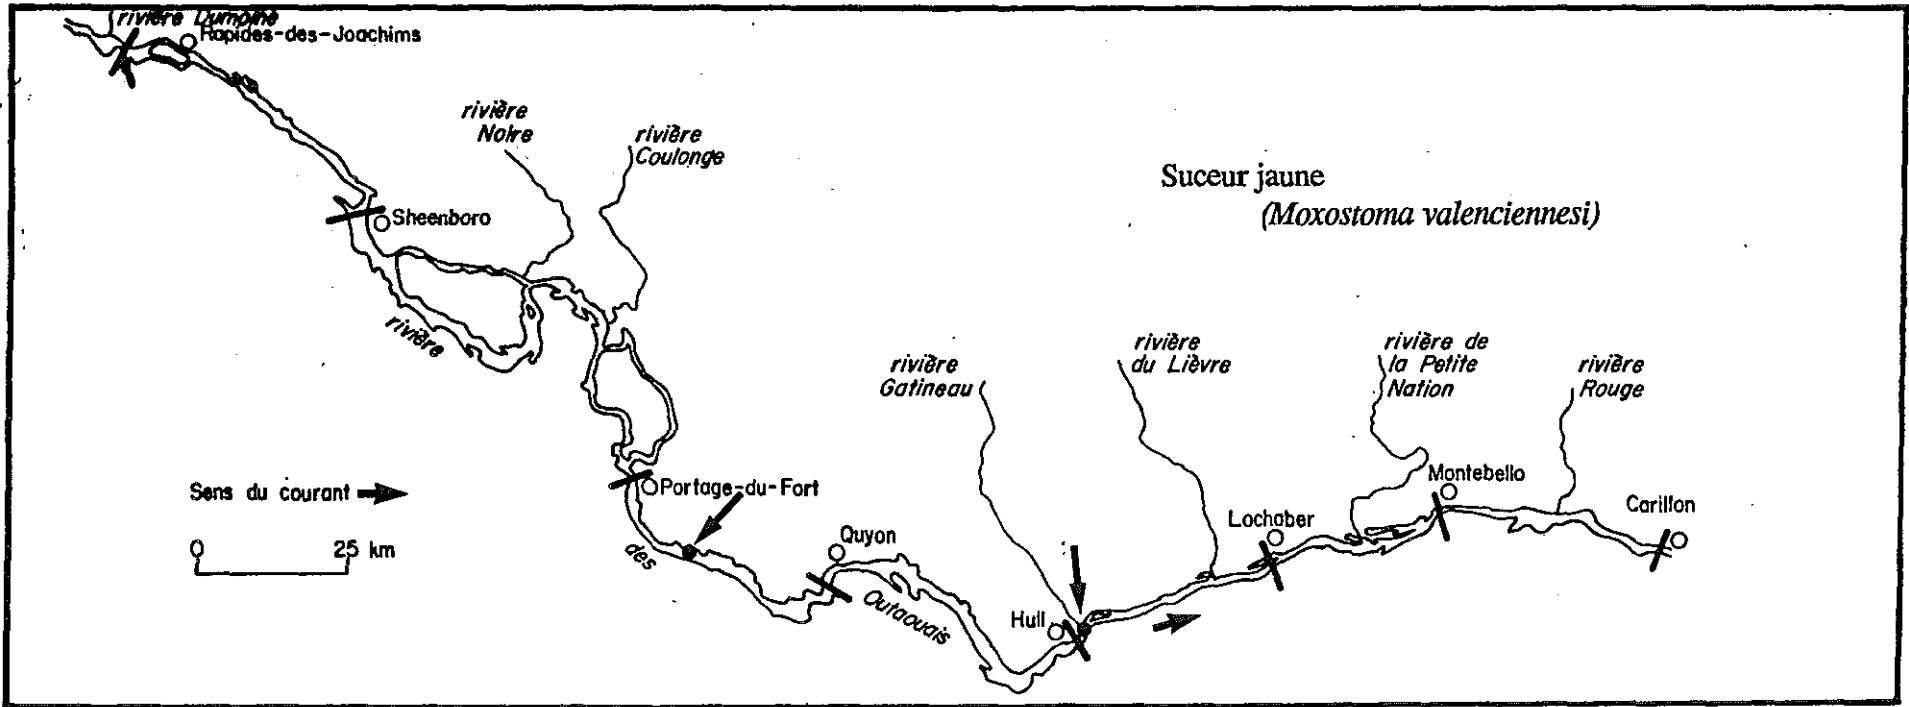 rivière Dumoine
Rapides-des-Joachims
rivière
Noire
rivière
Coulonge
Suceur jaune
(Moxostoma valenciennesi)
Sheenboro
rivière
rivière
Gatineau
rivière
du Lièvre
rivière de
la Petite
Nation
rivière
Rouge
Sens du courant
Portage-du-Fort
Montebello
Carillon
Lochaber
0 25 km
des
Quyon
Outaouais
Hull